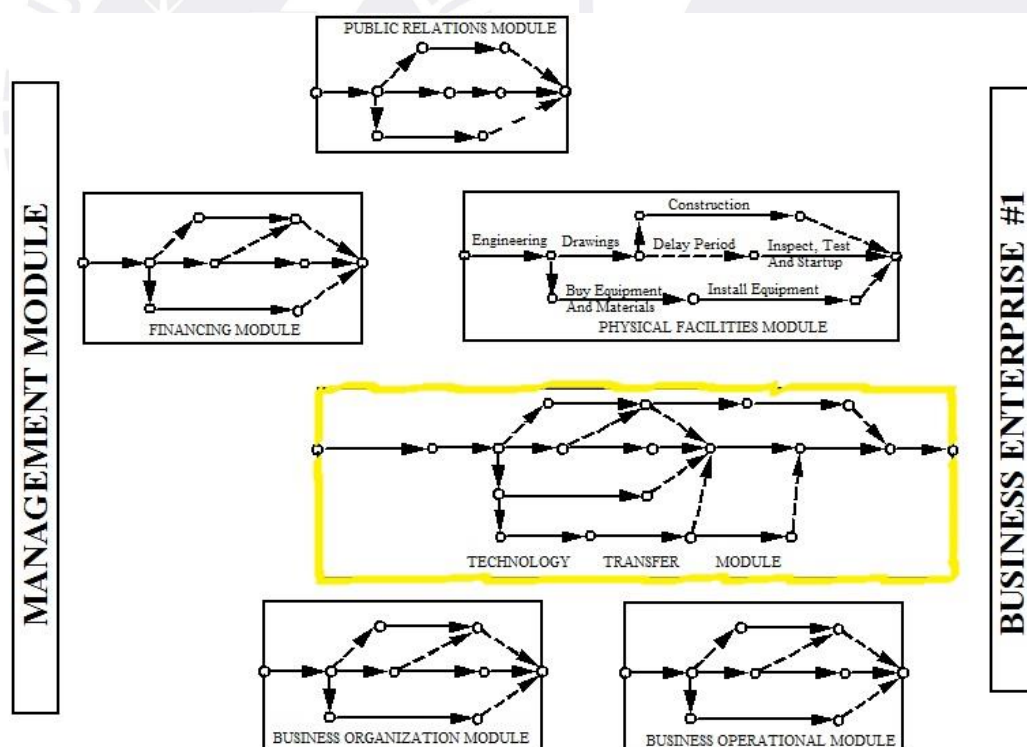 PUBLIC RELATIONS MODULE
MANAGEMENT MODULE
BUSINESS ENTERPRISE #1
FINANCING MODULE
Construction
Engineering
Drawings
Delay Period
Inspect, Test
And Startup
Buy Equipment
And Materials
Install Equipment
PHYSICAL FACILITIES MODULE
TECHNOLOGY TRANSFER MODULE
BUSINESS ORGANIZATION MODULE
BUSINESS OPERATIONAL MODULE